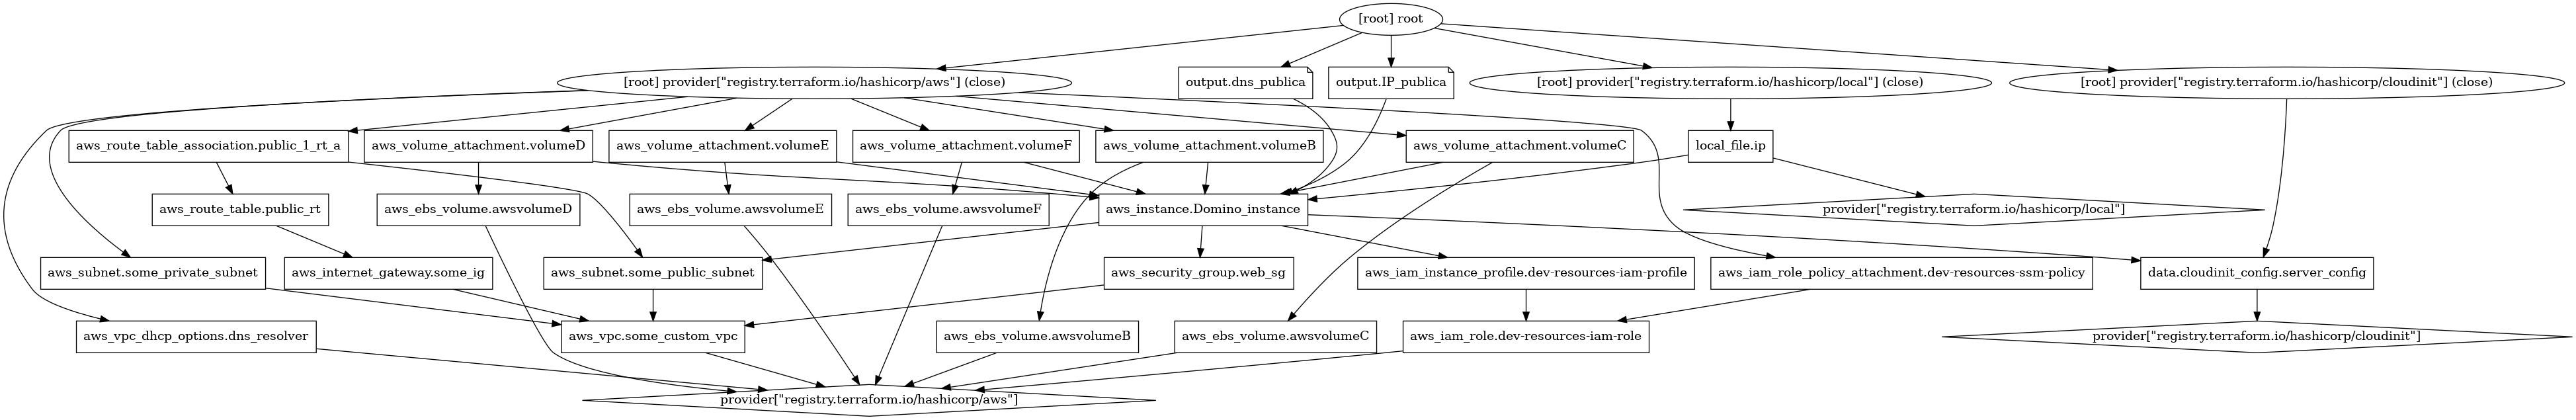 [root] root
[root] provider["registry.terraform.io/hashicorp/aws"] (close)
output.dns_publica
output.IP_publica
[root] provider["registry.terraform.io/hashicorp/local"] (close)
[root] provider["registry.terraform.io/hashicorp/cloudinit"] (close)
aws_route_table_association.public_1_rt_a
aws_volume_attachment.volumeD
aws_volume_attachment.volumeE
aws_volume_attachment.volumeF
aws_volume_attachment.volumeB
aws_volume_attachment.volumeC
local_file.ip
aws_route_table.public_rt
aws_ebs_volume.awsvolumeD
aws_ebs_volume.awsvolumeE
aws_ebs_volume.awsvolumeF
aws_instance.Domino_instance
provider["registry.terraform.io/hashicorp/local"]
aws_subnet.some_private_subnet
aws_internet_gateway.some_ig
aws_subnet.some_public_subnet
aws_security_group.web_sg
aws_iam_instance_profile.dev-resources-iam-profile
aws_iam_role_policy_attachment.dev-resources-ssm-policy
data.cloudinit_config.server_config
aws_vpc_dhcp_options.dns_resolver
aws_vpc.some_custom_vpc
aws_ebs_volume.awsvolumeB
aws_ebs_volume.awsvolumeC
aws_iam_role.dev-resources-iam-role
provider["registry.terraform.io/hashicorp/cloudinit"]
provider["registry.terraform.io/hashicorp/aws"]